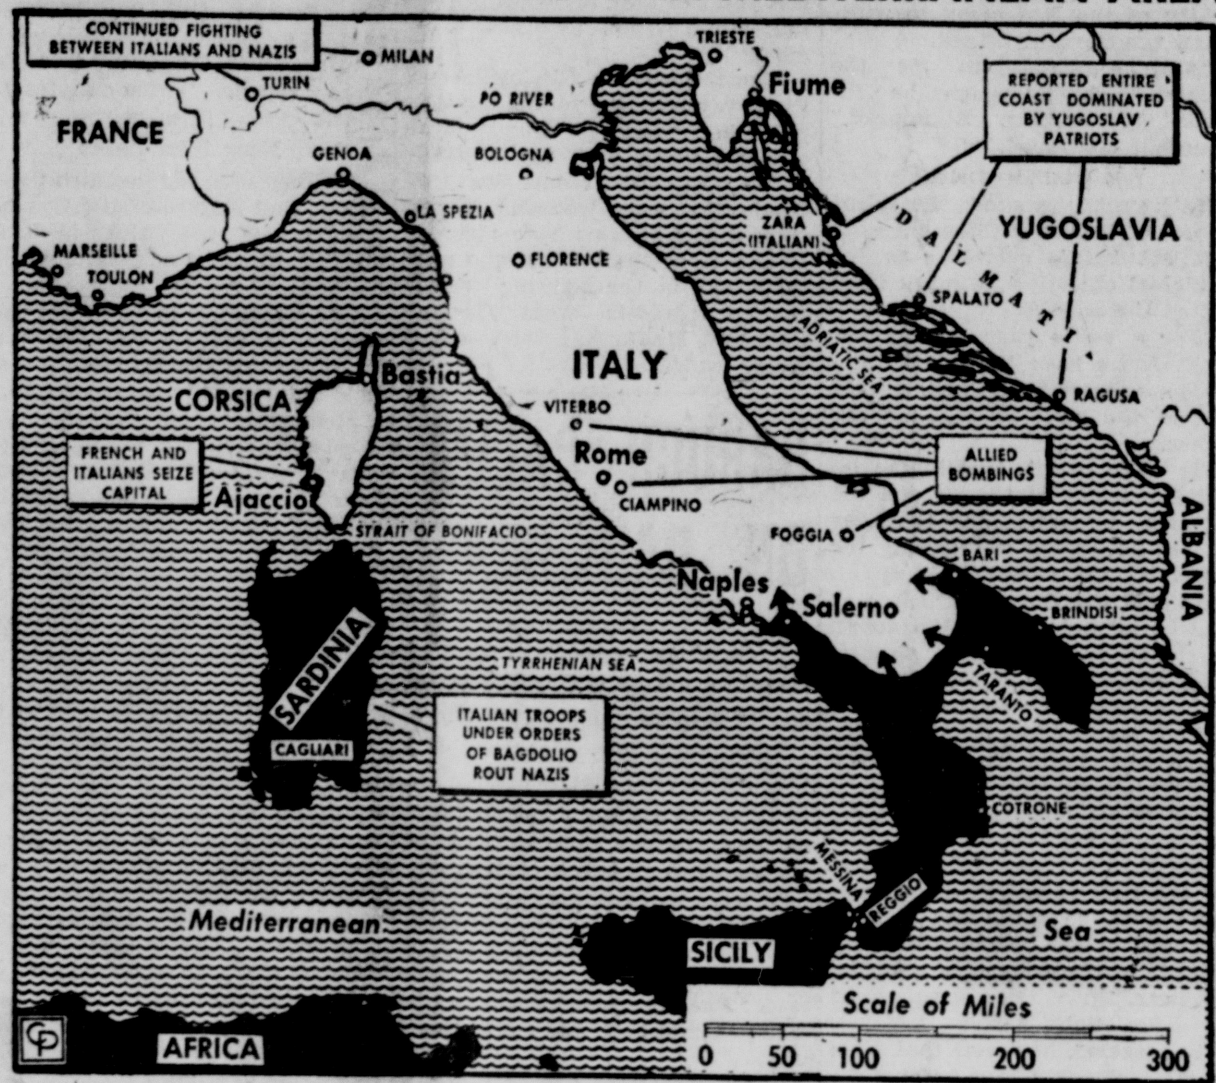 CONTINUED FIGHTING
BETWEEN ITALIANS AND NAZIS
MILAN
TURIN
TRIESTE
Fiume
REPORTED ENTIRE
COAST DOMINATED
BY YUGOSLAV
PATRIOTS
PO RIVER
FRANCE
GENOA
BOLOGNA
LA SPEZIA
ZARA
(ITALIAN)
DALMATI
YUGOSLAVIA
MARSEILLE
TOULON
FLORENCE
SPALATO
ADRIATIC SEA
ITALY
Bastia
CORSICA
RAGUSA
VITERBO
FRENCH AND
ITALIANS SEIZE
CAPITAL
Rome
ALLIED
BOMBINGS
Ajaccio
CIAMPINO
STRAIT OF BONIFACIO
FOGGIA
ALBANIA
BARI
Naples
Salerno
BRINDISI
SARDINIA
TYRRHENIAN SEA
TARANTO
ITALIAN TROOPS
UNDER ORDERS
OF BAGDOLIO
ROUT NAZIS
CAGLIARI
COTRONE
MESSINA
REGGIO
Mediterranean
Sea
SICILY
Scale of Miles
0 50 100 200 300
CP
AFRICA